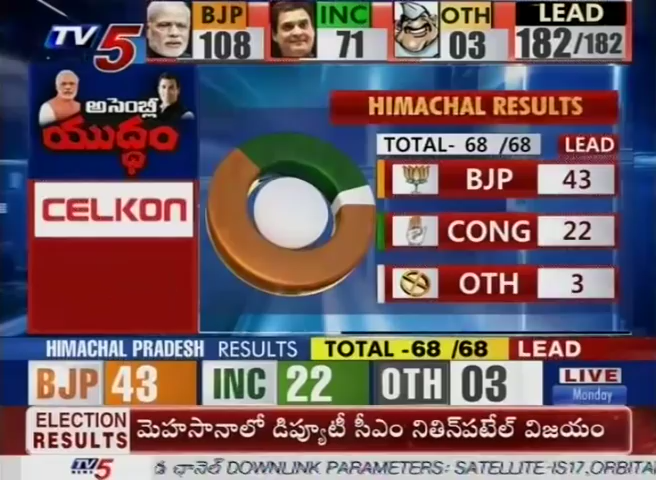 TV5
BJP
108
INC
71
OTH
03
LEAD
182/182
అసెంబ్లీ
యుద్ధం
CELKON
HIMACHAL RESULTS
TOTAL- 68 /68 LEAD
BJP 43
CONG 22
OTH 3
HIMACHAL PRADESH RESULTS TOTAL -68 /68 LEAD
BJP 43 INC 22 OTH 03
LIVE
Monday
ELECTION RESULTS
మెహసానాలో డిప్యూటీ సీఎం నితిన్‌పటేల్ విజయం
TV5
NEWS
డ ఛానెల్ DOWNLINK PARAMETERS: SATELLITE-IS17, ORBITA